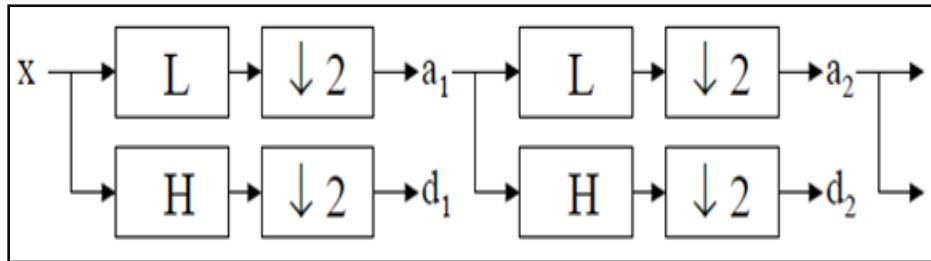 x L ↓2 a₁ L ↓2 a₂
H ↓2 d₁ H ↓2 d₂